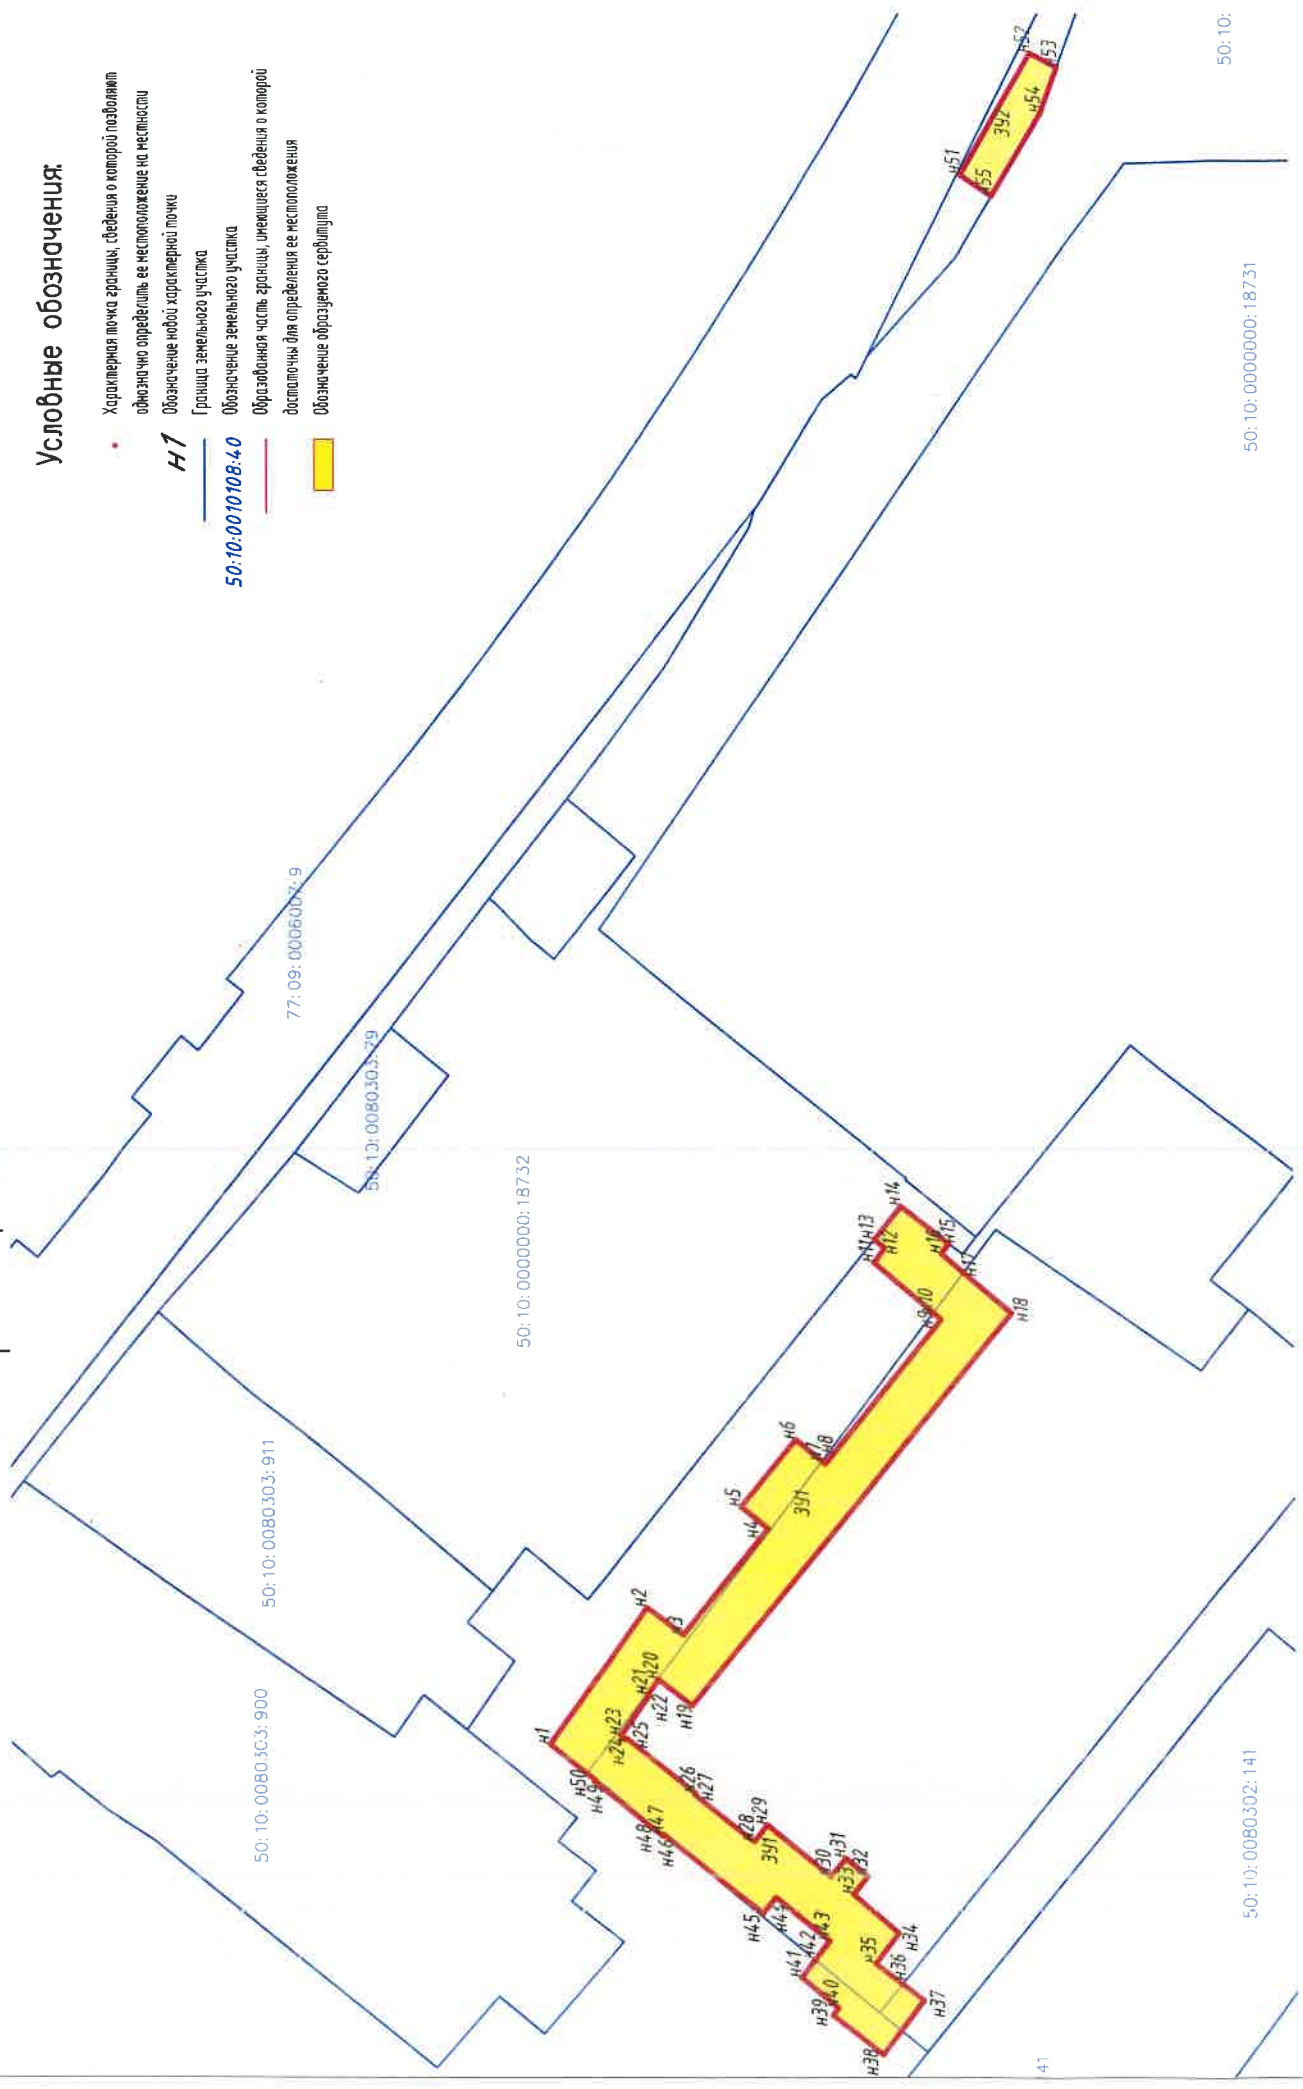 Условные обозначения:
Характерная точка границы, сведения о которой позволяют
однозначно определить ее местоположение на местности
н1
Обозначение новой характерной точки
Граница земельного участка
50:10:0010108:40
Обозначение земельного участка
Образованная часть границы, имеющиеся сведения о которой
достаточны для определения ее местоположения
Обозначение образуемого сервитута
77:09:0006007:9
50:10:0080303:79
50:10:0000000:18732
50:10:0080303:911
50:10:0080303:900
50:10:0000000:18731
50:10:
50:10:0080302:141
41
н1
н2
н3
н4
н5
н6
н7
н8
н9
н10
н11
н12
н13
н14
н15
н16
н17
н18
н19
н20
н21
н22
н23
н24
н25
н26
н27
н28
н29
н30
н31
н32
н33
н34
н35
н36
н37
н38
н39
н40
н41
н42
н43
н45
н46
н47
н48
н49
н50
ЗУ1
ЗУ1
н51
н52
н53
н54
н55
ЗУ2